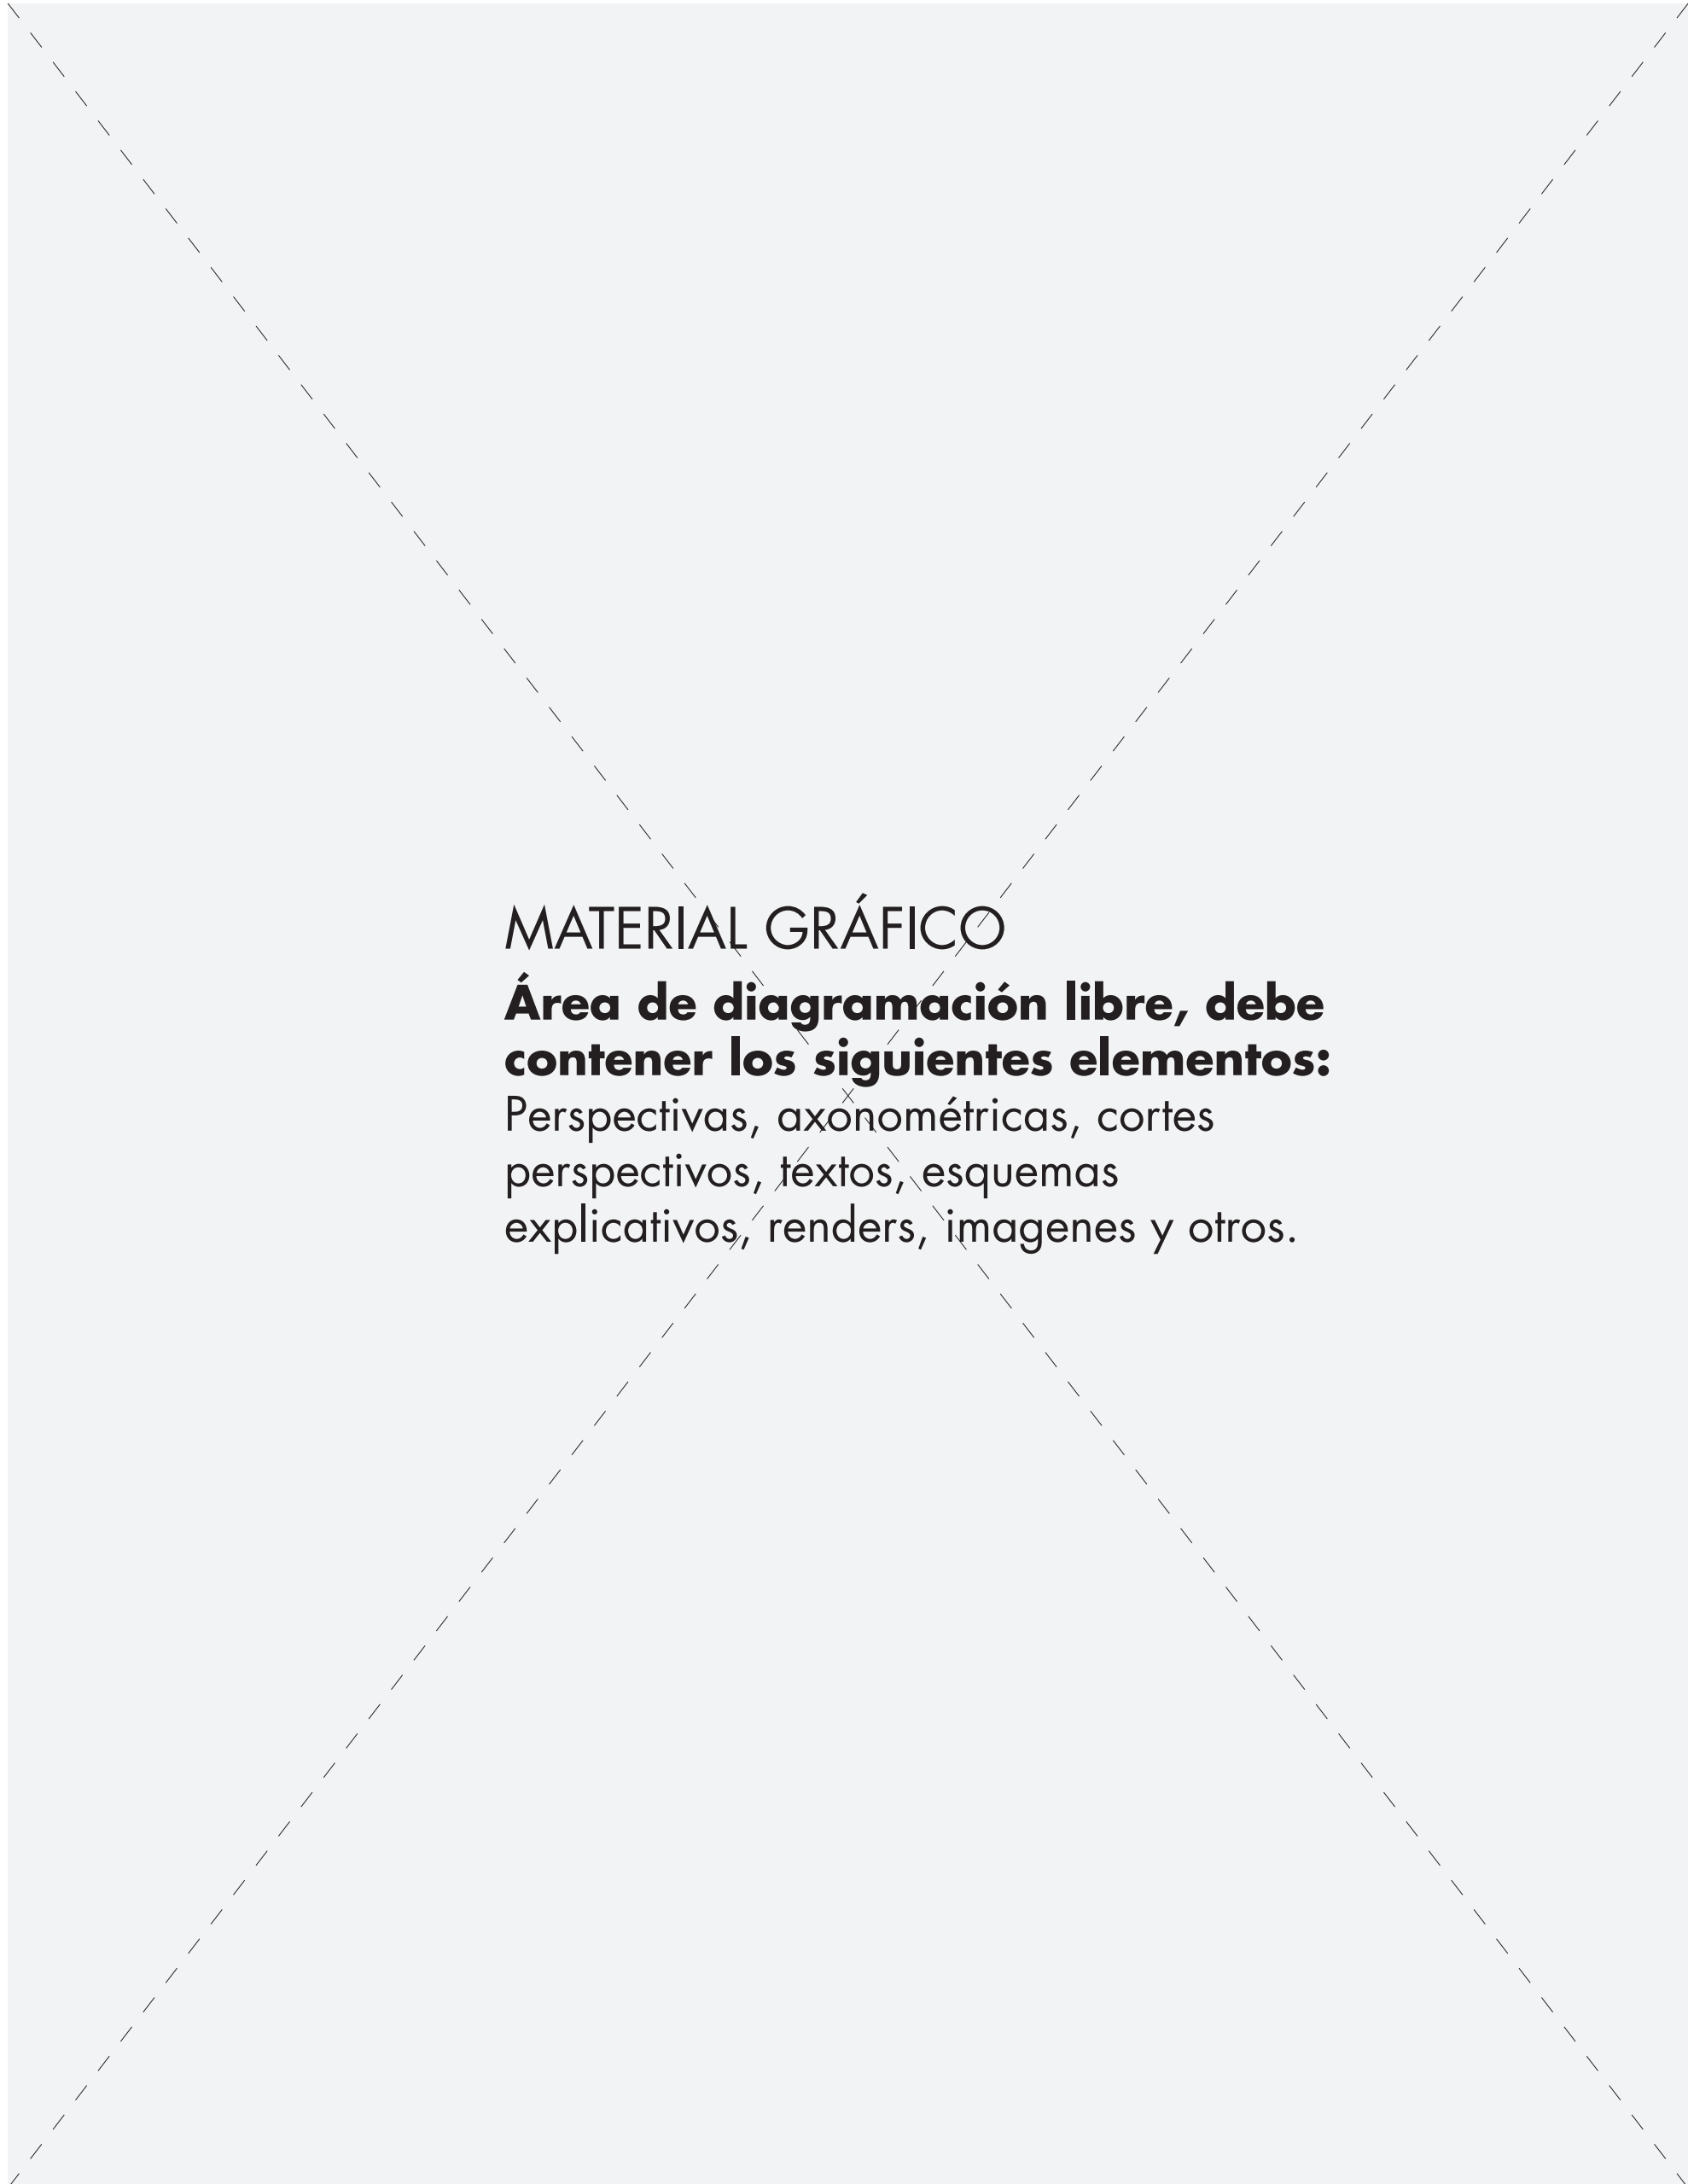 MATERIAL GRÁFICO
Área de diagramación libre, debe
contener los siguientes elementos:
Perspectivas, axonométricas, cortes
perspectivos, textos, esquemas
explicativos, renders, imagenes y otros.